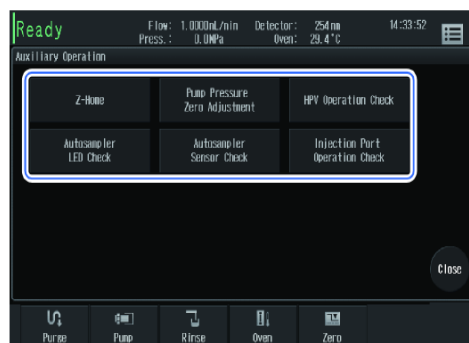 Ready
Flow: 1.0000mL/min Detector: 254nm 14:33:52
Press.: 0.0MPa Oven: 29.4°C
Auxiliary Operation
Z-Home
Pump Pressure
Zero Adjustment
HPV Operation Check
Autosampler
LED Check
Autosampler
Sensor Check
Injection Port
Operation Check
Close
Purge Pump Rinse Oven Zero